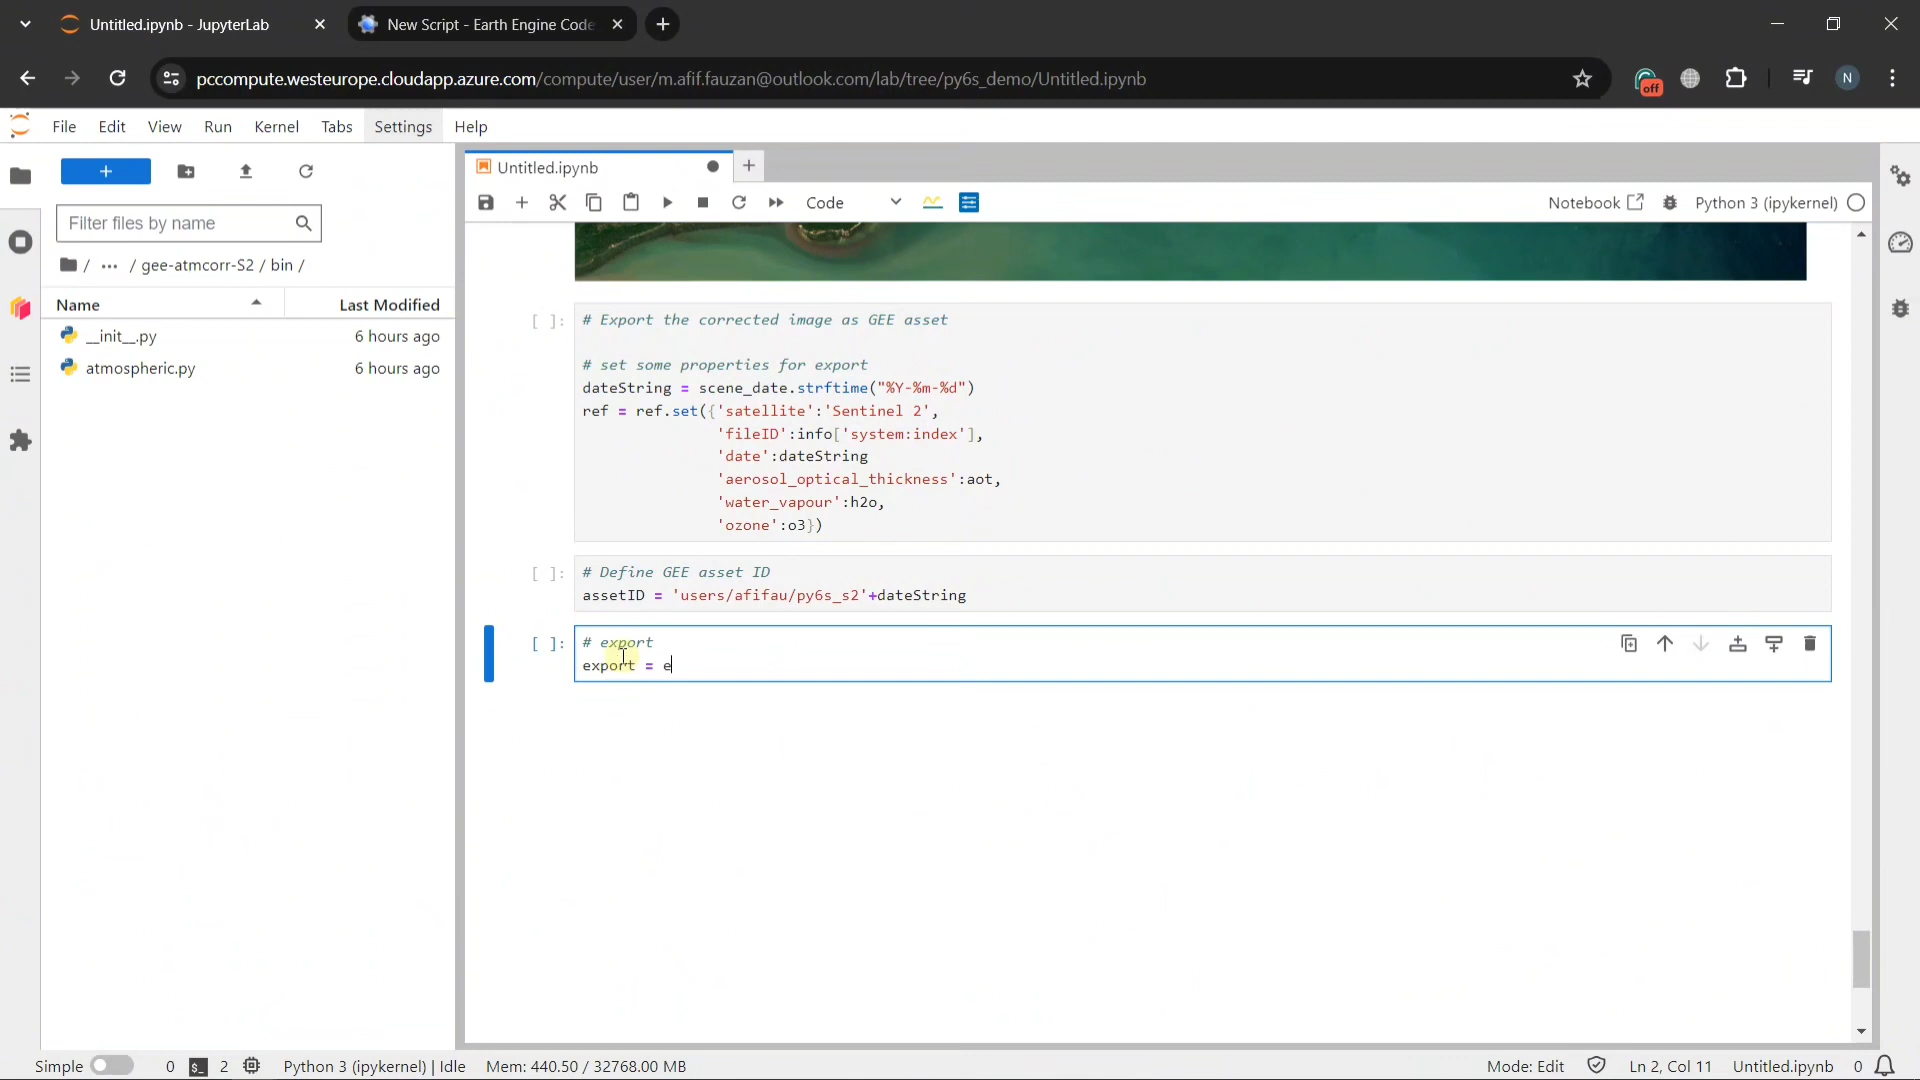 Untitled.ipynb - JupyterLab
New Script - Earth Engine Code
pccompute.westeurope.cloudapp.azure.com/compute/user/m.afif.fauzan@outlook.com/lab/tree/py6s_demo/Untitled.ipynb
off
N
File Edit View Run Kernel Tabs Settings Help
Untitled.ipynb
Code
Notebook
Python 3 (ipykernel)
Filter files by name
/ ... / gee-atmcorr-S2 / bin /
Name Last Modified
__init__.py 6 hours ago
atmospheric.py 6 hours ago
[ ]: # Export the corrected image as GEE asset
# set some properties for export
dateString = scene_date.strftime("%Y-%m-%d")
ref = ref.set({'satellite':'Sentinel 2',
'fileID':info['system:index'],
'date':dateString
'aerosol_optical_thickness':aot,
'water_vapour':h2o,
'ozone':o3})
[ ]: # Define GEE asset ID
assetID = 'users/afifau/py6s_s2'+dateString
[ ]: # export
export = e
Simple 0 $_ 2 Python 3 (ipykernel) | Idle Mem: 440.50 / 32768.00 MB Mode: Edit Ln 2, Col 11 Untitled.ipynb 0